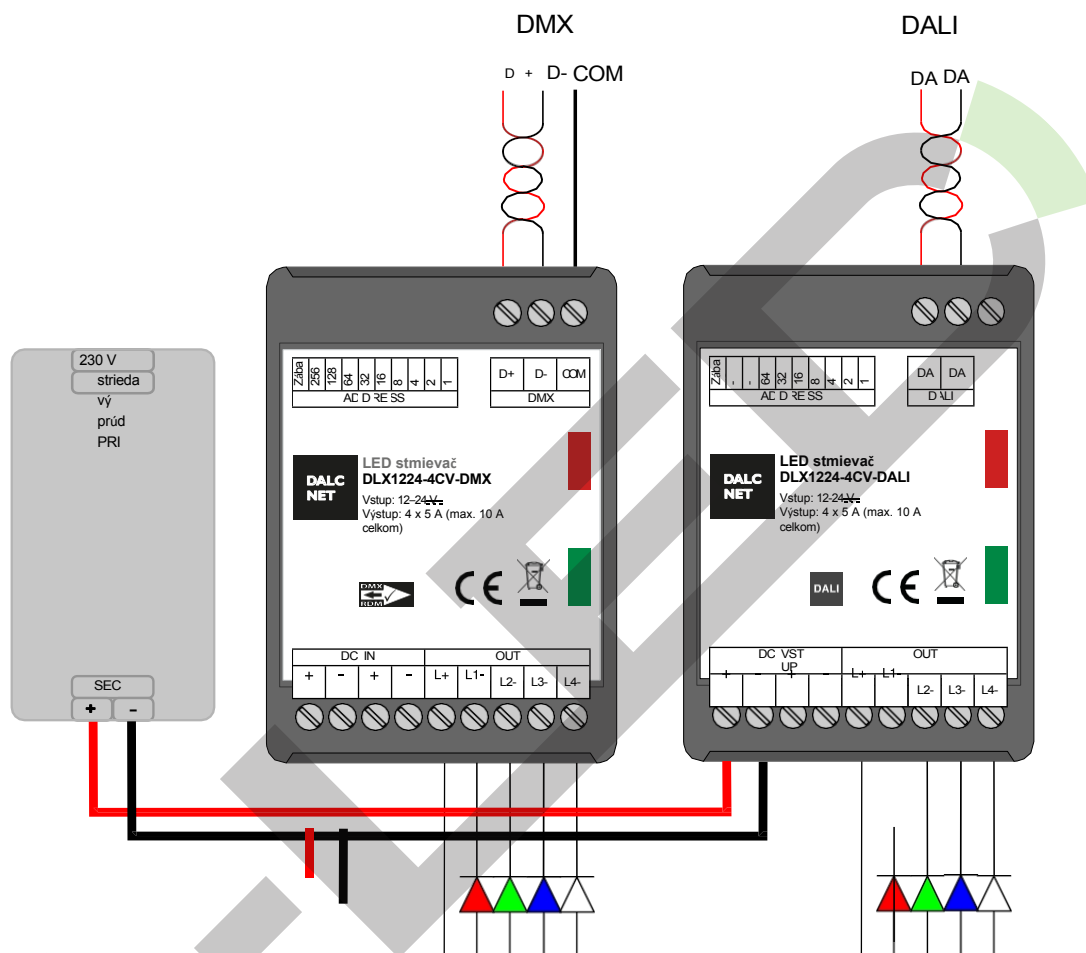 DMX
DALI
D + D- COM
DA DA
230 V
strieda
vý
prúd
PRI
SEC
+ -
Zába 256 128 64 32 16 8 4 2 1
ADDRESS
D+ D- COM
DMX
DALC
NET
LED stmievač
DLX1224-4CV-DMX
Vstup: 12–24 V
Výstup: 4 x 5 A (max. 10 A
celkom)
DMX
RDM
CE
DC IN OUT
+ - + - L+ L1- L2- L3- L4-
Zába - - 64 32 16 8 4 2 1
ADDRESS
DA DA
DALI
DALC
NET
LED stmievač
DLX1224-4CV-DALI
Vstup: 12-24 V
Výstup: 4 x 5 A (max. 10 A
celkom)
DALI
CE
DC VST
UP
OUT
+ - + - L+ L1- L2- L3- L4-